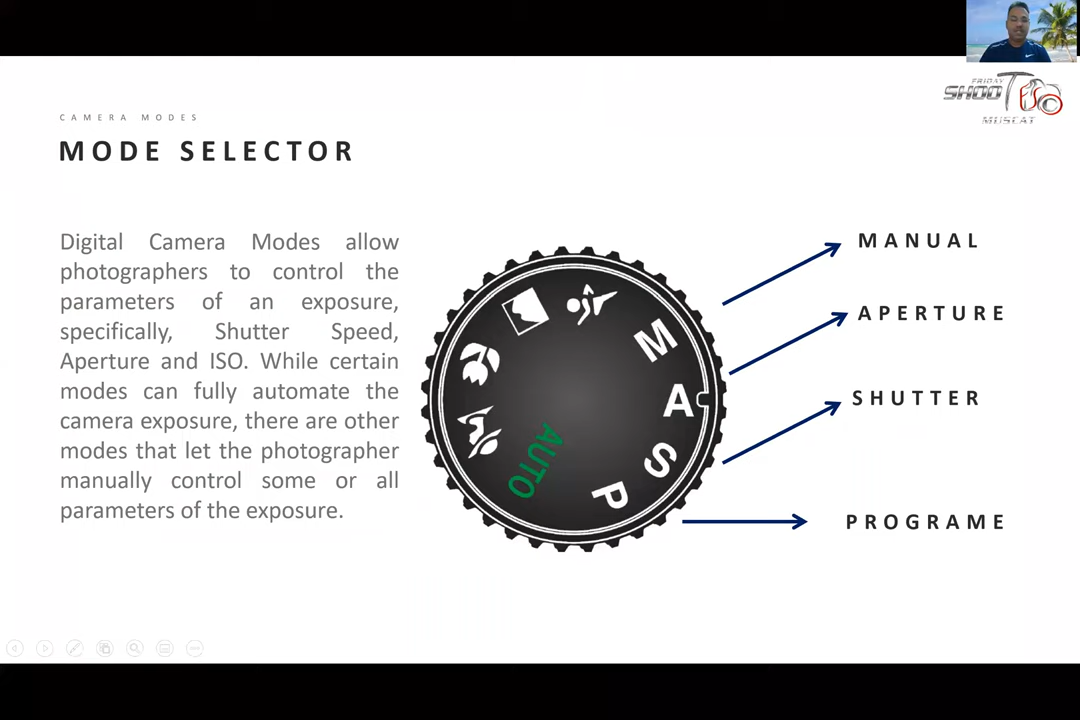 FRIDAY
SHOOT
MUSCAT
CAMERA MODES
MODE SELECTOR
Digital Camera Modes allow
photographers to control the
parameters of an exposure,
specifically, Shutter Speed,
Aperture and ISO. While certain
modes can fully automate the
camera exposure, there are other
modes that let the photographer
manually control some or all
parameters of the exposure.
M
A
S
P
AUTO
MANUAL
APERTURE
SHUTTER
PROGRAME